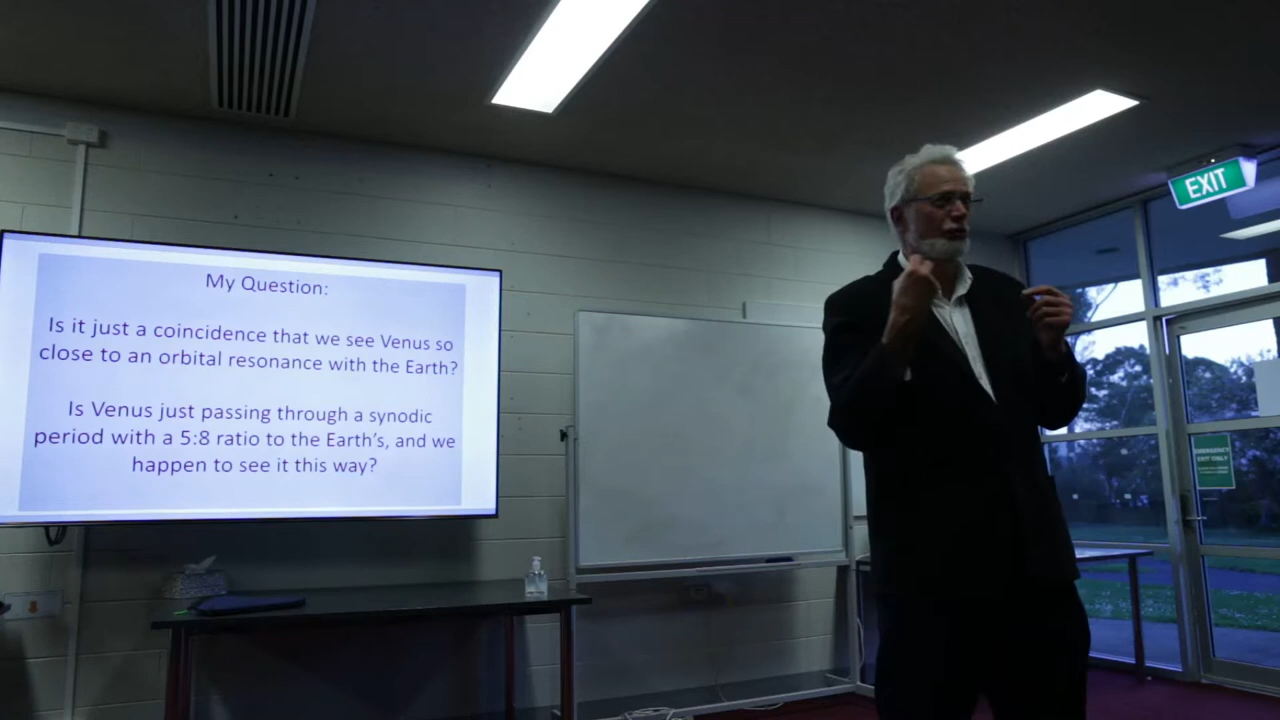 My Question:
Is it just a coincidence that we see Venus so
close to an orbital resonance with the Earth?
Is Venus just passing through a synodic
period with a 5:8 ratio to the Earth's, and we
happen to see it this way?
EXIT
EMERGENCY
EXIT ONLY